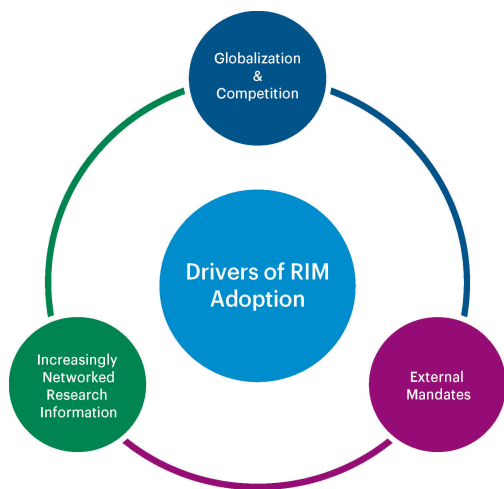 Globalization
&
Competition
Drivers of RIM
Adoption
Increasingly
Networked
Research
Information
External
Mandates